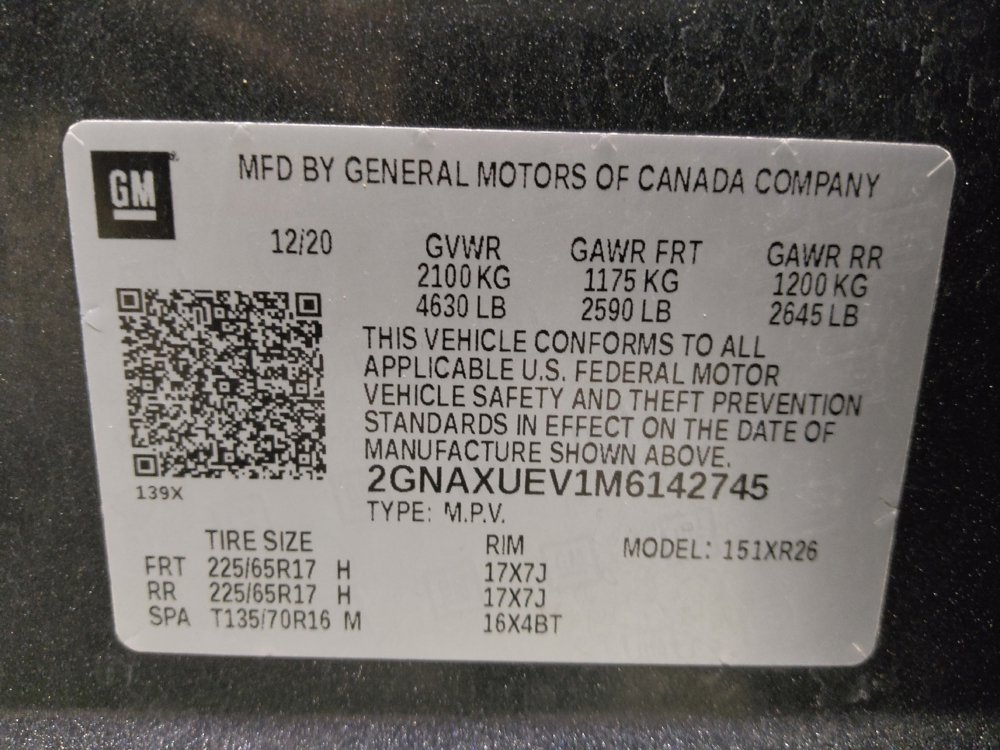 GM
MFD BY GENERAL MOTORS OF CANADA COMPANY
12/20 GVWR GAWR FRT GAWR RR
2100 KG 1175 KG 1200 KG
4630 LB 2590 LB 2645 LB
THIS VEHICLE CONFORMS TO ALL
APPLICABLE U.S. FEDERAL MOTOR
VEHICLE SAFETY AND THEFT PREVENTION
STANDARDS IN EFFECT ON THE DATE OF
MANUFACTURE SHOWN ABOVE.
139X
2GNAXUEV1M6142745
TYPE: M.P.V.
TIRE SIZE RIM MODEL: 151XR26
FRT 225/65R17 H 17X7J
RR 225/65R17 H 17X7J
SPA T135/70R16 M 16X4BT